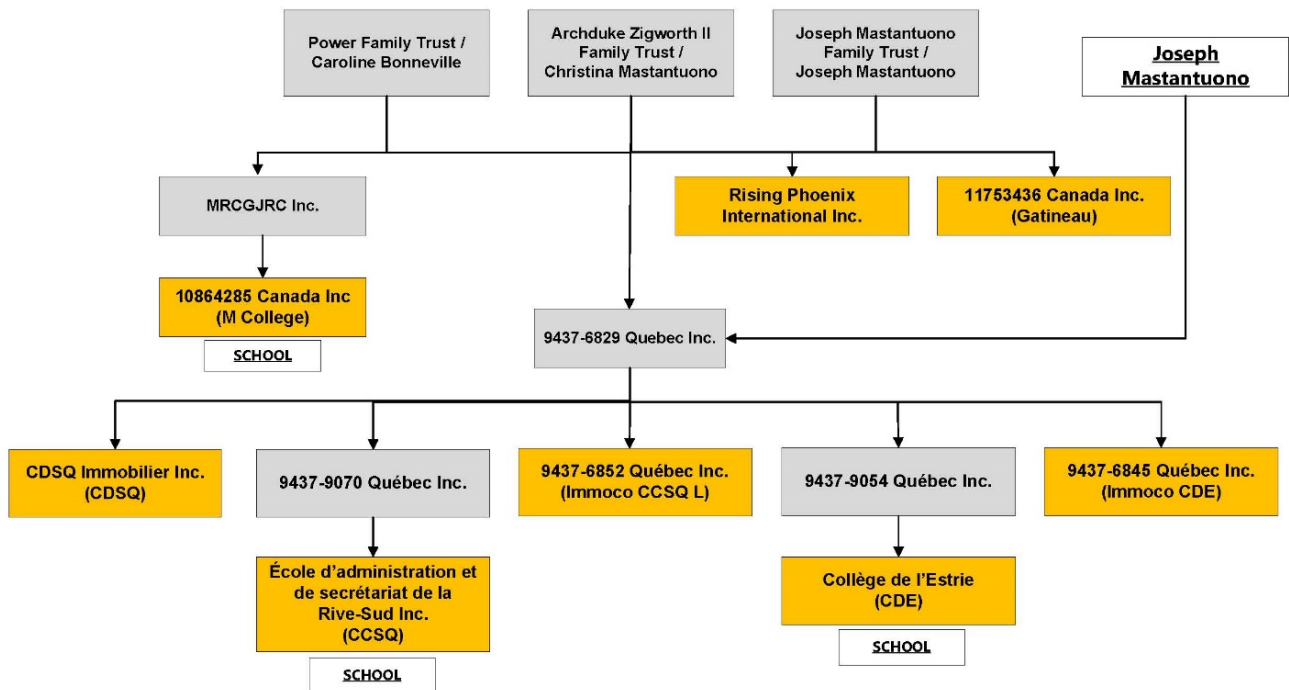 Power Family Trust /
Caroline Bonneville
Archduke Zigworth II
Family Trust /
Christina Mastantuono
Joseph Mastantuono
Family Trust /
Joseph Mastantuono
Joseph
Mastantuono
MRCGJRC Inc.
Rising Phoenix
International Inc.
11753436 Canada Inc.
(Gatineau)
10864285 Canada Inc
(M College)
SCHOOL
9437-6829 Quebec Inc.
CDSQ Immobilier Inc.
(CDSQ)
9437-9070 Québec Inc.
9437-6852 Québec Inc.
(Immoco CCSQ L)
9437-9054 Québec Inc.
9437-6845 Québec Inc.
(Immoco CDE)
École d'administration et
de secrétariat de la
Rive-Sud Inc.
(CCSQ)
SCHOOL
Collège de l'Estrie
(CDE)
SCHOOL